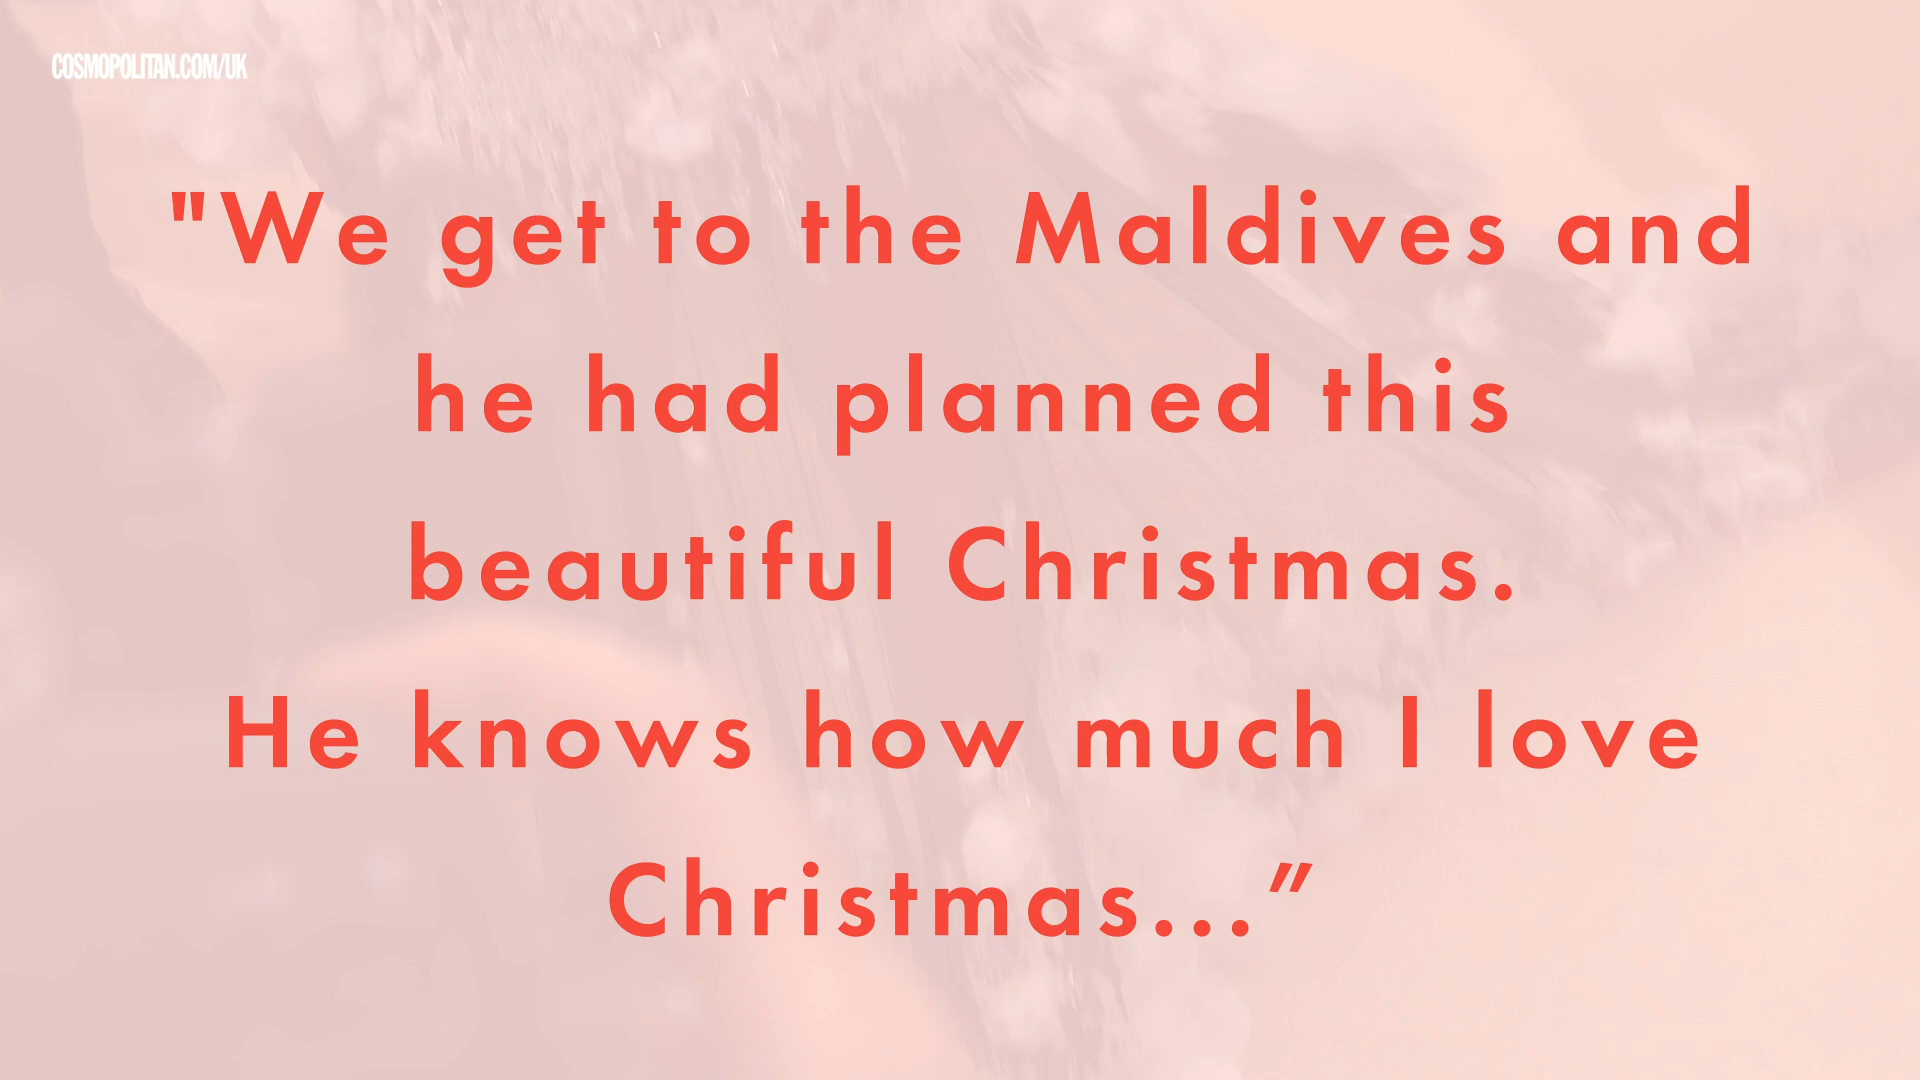 COSMOPOLITAN.COM/UK
"We get to the Maldives and
he had planned this
beautiful Christmas.
He knows how much I love
Christmas...”